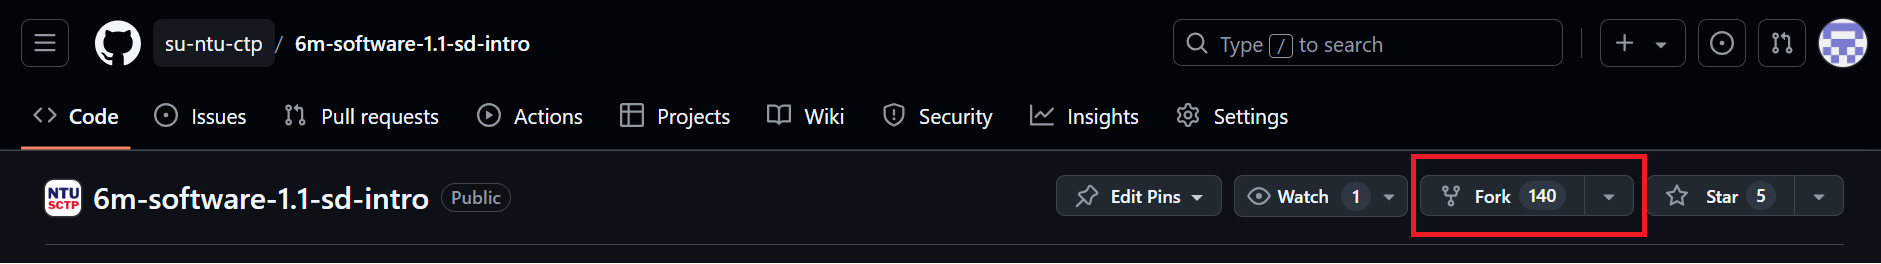 su-ntu-ctp / 6m-software-1.1-sd-intro Type / to search
Code Issues Pull requests Actions Projects Wiki Security Insights Settings
NTU SCTP 6m-software-1.1-sd-intro Public Edit Pins Watch 1 Fork 140 Star 5